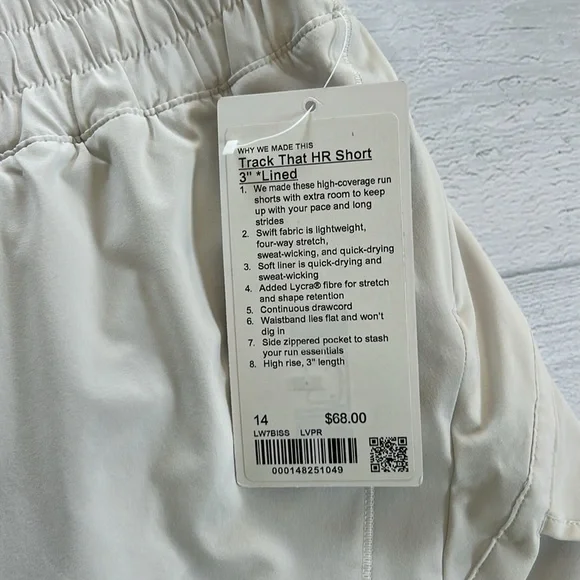 WHY WE MADE THIS
Track That HR Short
3" *Lined
1. We made these high-coverage run
shorts with extra room to keep
up with your pace and long
strides
2. Swift fabric is lightweight,
four-way stretch,
sweat-wicking, and quick-drying
3. Soft liner is quick-drying and
sweat-wicking
4. Added Lycra® fibre for stretch
and shape retention
5. Continuous drawcord
6. Waistband lies flat and won't
dig in
7. Side zippered pocket to stash
your run essentials
8. High rise, 3" length
14 $68.00
LW7BISS LVPR
000148251049